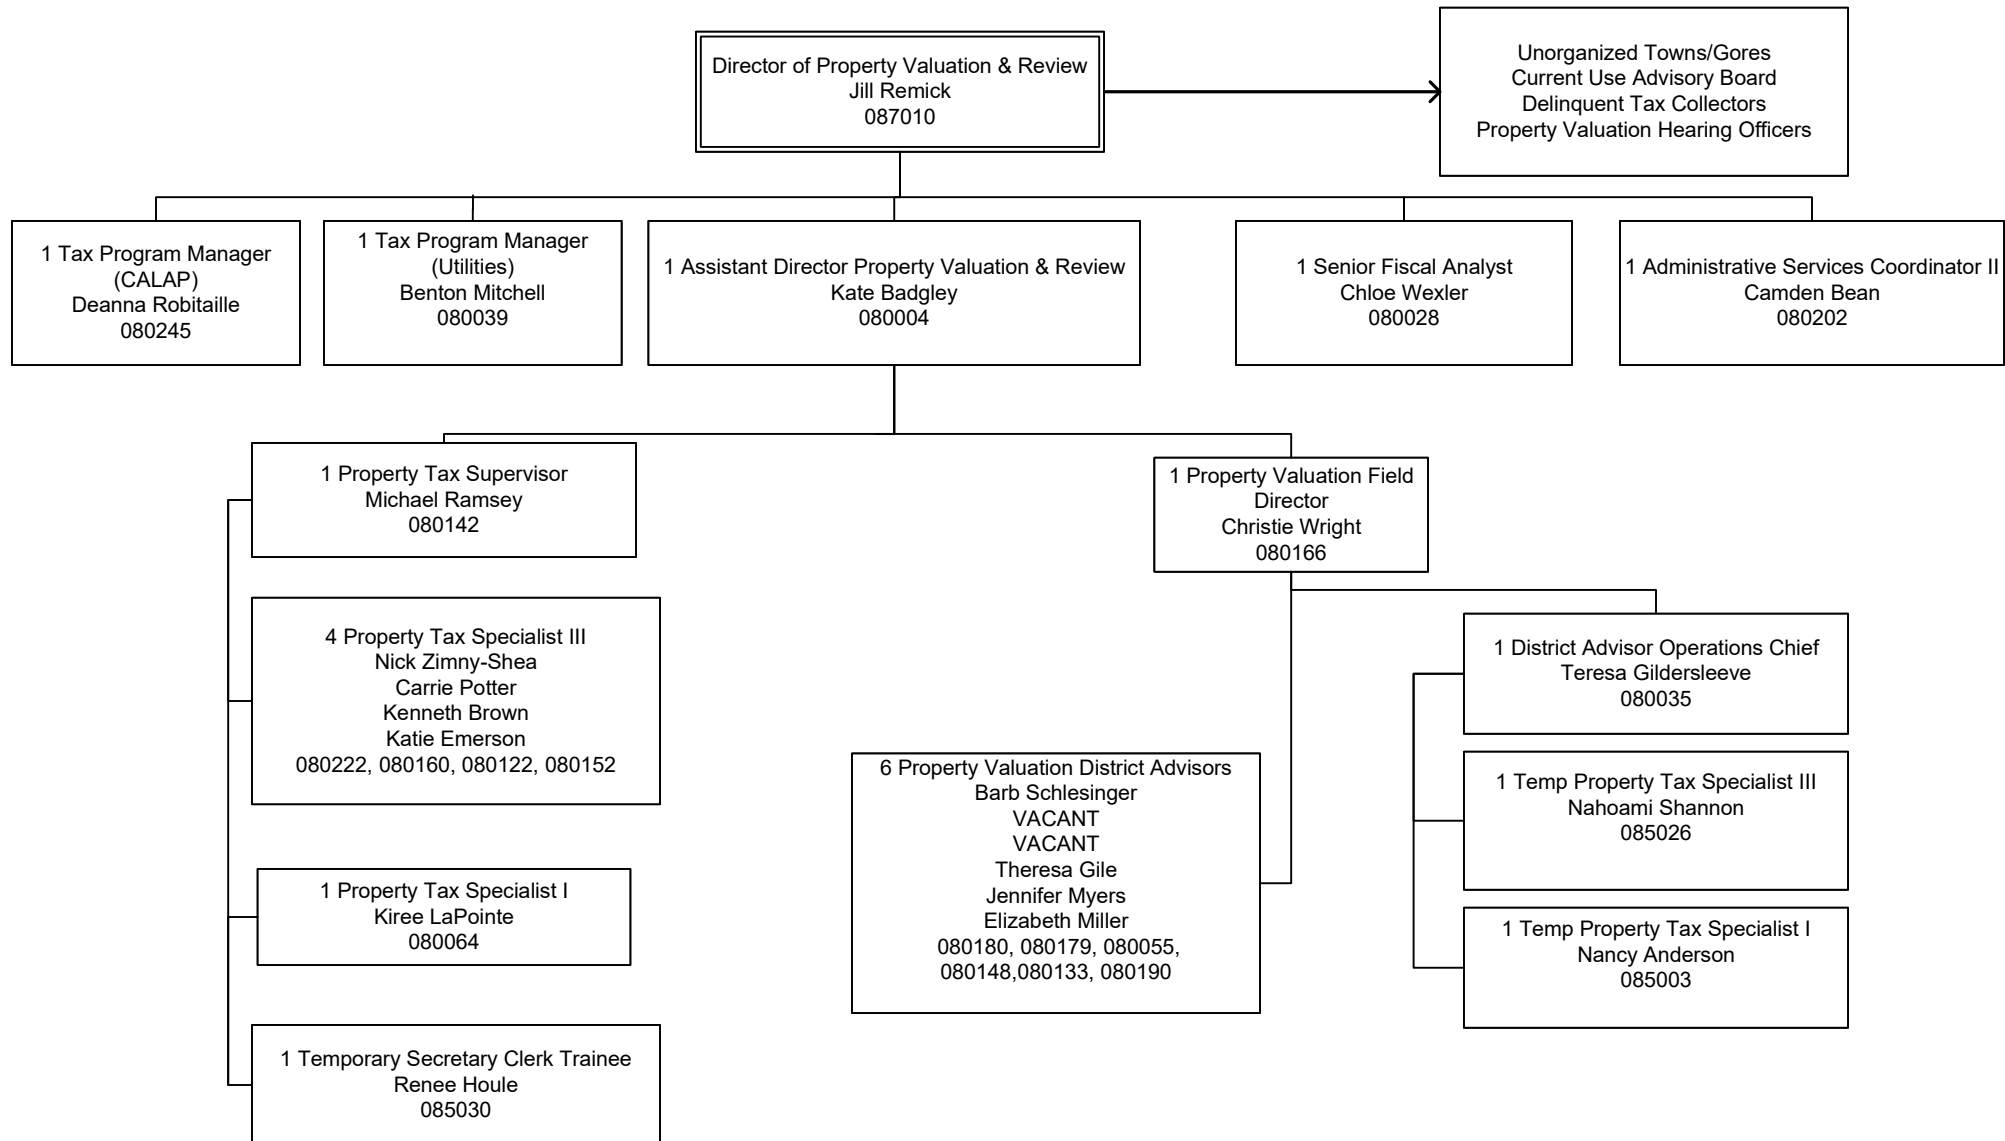 Director of Property Valuation & Review
Jill Remick
087010
Unorganized Towns/Gores
Current Use Advisory Board
Delinquent Tax Collectors
Property Valuation Hearing Officers
1 Tax Program Manager
(CALAP)
Deanna Robitaille
080245
1 Tax Program Manager
(Utilities)
Benton Mitchell
080039
1 Assistant Director Property Valuation & Review
Kate Badgley
080004
1 Senior Fiscal Analyst
Chloe Wexler
080028
1 Administrative Services Coordinator II
Camden Bean
080202
1 Property Tax Supervisor
Michael Ramsey
080142
1 Property Valuation Field
Director
Christie Wright
080166
4 Property Tax Specialist III
Nick Zimny-Shea
Carrie Potter
Kenneth Brown
Katie Emerson
080222, 080160, 080122, 080152
1 District Advisor Operations Chief
Teresa Gildersleeve
080035
6 Property Valuation District Advisors
Barb Schlesinger
VACANT
VACANT
Theresa Gile
Jennifer Myers
Elizabeth Miller
080180, 080179, 080055,
080148,080133, 080190
1 Temp Property Tax Specialist III
Nahoami Shannon
085026
1 Property Tax Specialist I
Kiree LaPointe
080064
1 Temp Property Tax Specialist I
Nancy Anderson
085003
1 Temporary Secretary Clerk Trainee
Renee Houle
085030